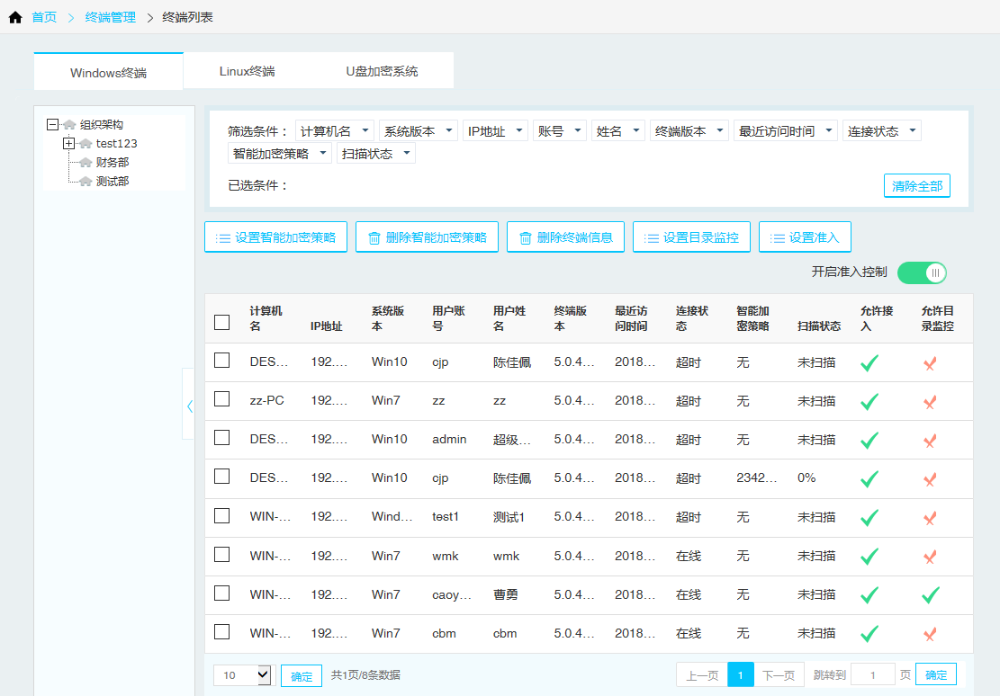 首页 终端管理 终端列表
Windows终端 Linux终端 U盘加密系统
组织架构
test123
财务部
测试部
筛选条件： 计算机名 系统版本 IP地址 账号 姓名 终端版本 最近访问时间 连接状态
智能加密策略 扫描状态
已选条件： 清除全部
设置智能加密策略 删除智能加密策略 删除终端信息 设置目录监控 设置准入
开启准入控制
计算机名 IP地址 系统版本 用户账号 用户姓名 终端版本 最近访问时间 连接状态 智能加密策略 扫描状态 允许接入 允许目录监控
DES... 192.... Win10 cjp 陈佳佩 5.0.4... 2018... 超时 无 未扫描
zz-PC 192.... Win7 zz zz 5.0.4... 2018... 超时 无 未扫描
DES... 192.... Win10 admin 超级... 5.0.4... 2018... 超时 无 未扫描
DES... 192.... Win10 cjp 陈佳佩 5.0.4... 2018... 超时 2342... 0%
WIN-... 192.... Wind... test1 测试1 5.0.4... 2018... 超时 无 未扫描
WIN-... 192.... Win7 wmk wmk 5.0.4... 2018... 在线 无 未扫描
WIN-... 192.... Win7 caoy... 曹勇 5.0.4... 2018... 在线 无 未扫描
WIN-... 192.... Win7 cbm cbm 5.0.4... 2018... 在线 无 未扫描
10 确定 共1页/8条数据 上一页 1 下一页 跳转到 1 页 确定